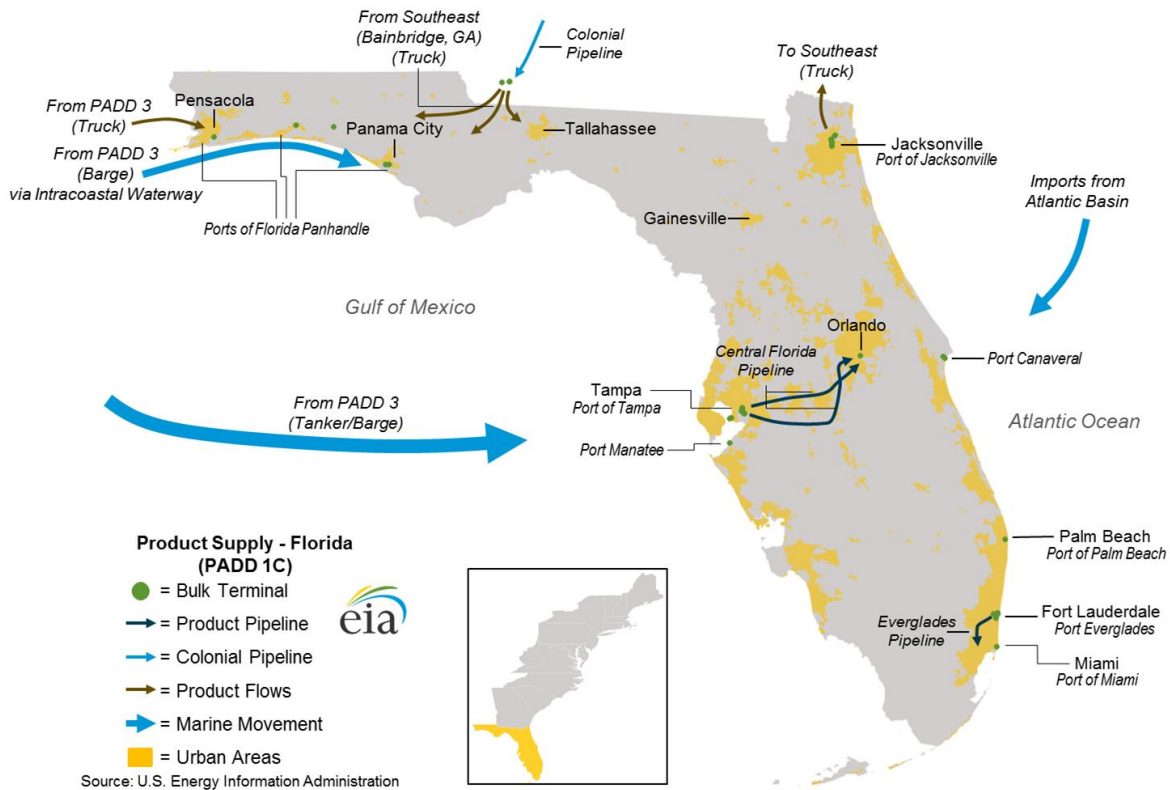 From Southeast
(Bainbridge, GA)
(Truck)
Colonial
Pipeline
To Southeast
(Truck)
From PADD 3
(Truck)
Pensacola
Panama City
Tallahassee
Jacksonville
Port of Jacksonville
From PADD 3
(Barge)
via Intracoastal Waterway
Ports of Florida Panhandle
Gainesville
Imports from
Atlantic Basin
Gulf of Mexico
Orlando
Central Florida
Pipeline
Port Canaveral
Tampa
Port of Tampa
From PADD 3
(Tanker/Barge)
Atlantic Ocean
Port Manatee
Product Supply - Florida
(PADD 1C)
= Bulk Terminal
= Product Pipeline
= Colonial Pipeline
= Product Flows
= Marine Movement
= Urban Areas
Source: U.S. Energy Information Administration
eia
Palm Beach
Port of Palm Beach
Everglades
Pipeline
Fort Lauderdale
Port Everglades
Miami
Port of Miami